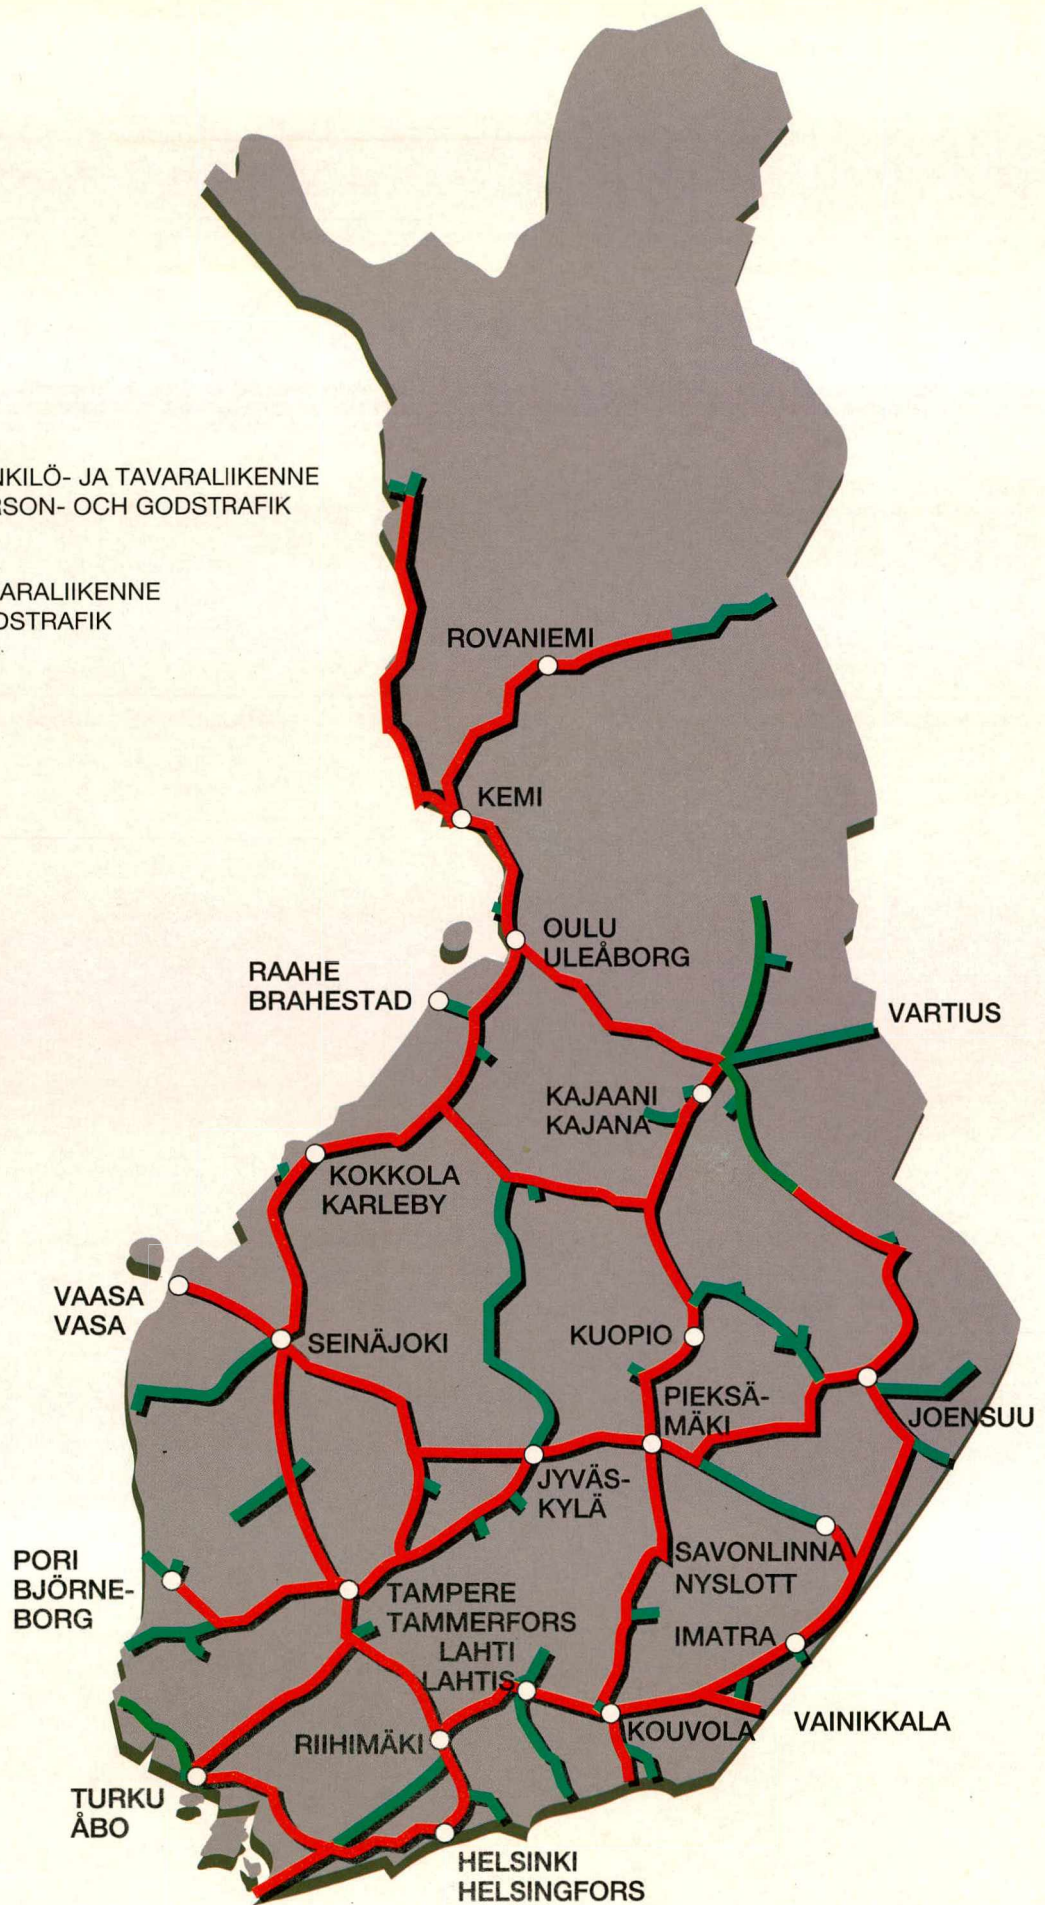 NKILÖ- JA TAVARALIIKENNE
RSON- OCH GODSTRAFIK
ARALIIKENNE
DSTRAFIK
ROVANIEMI
KEMI
OULU
ULEÅBORG
RAAHE
BRAHESTAD
VARTIUS
KAJAANI
KAJANA
KOKKOLA
KARLEBY
VAASA
VASA
SEINÄJOKI
KUOPIO
PIEKSÄ-
MÄKI
JOENSUU
JYVÄS-
KYLÄ
PORI
BJÖRNE-
BORG
SAVONLINNA
NYSLOTT
TAMPERE
TAMMERFORS
LAHTI
LAHTIS
IMATRA
RIIHIMÄKI
KOUVOLA
VAINIKKALA
TURKU
ÅBO
HELSINKI
HELSINGFORS